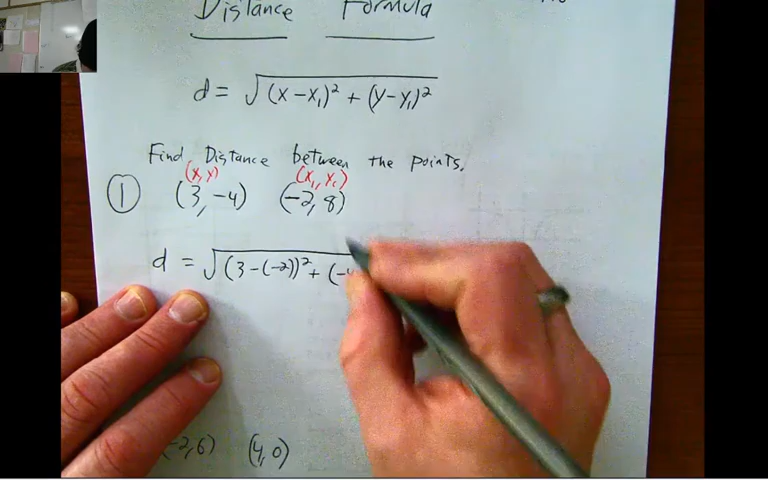 Distance Formula
d = √(x-x₁)² + (y-y₁)²
Find Distance between the points.
(x, y) (x₁, y₁)
① (3, -4) (-2, 8)
d = √(3-(-2))² + (-4
(-2, 6) (4, 0)